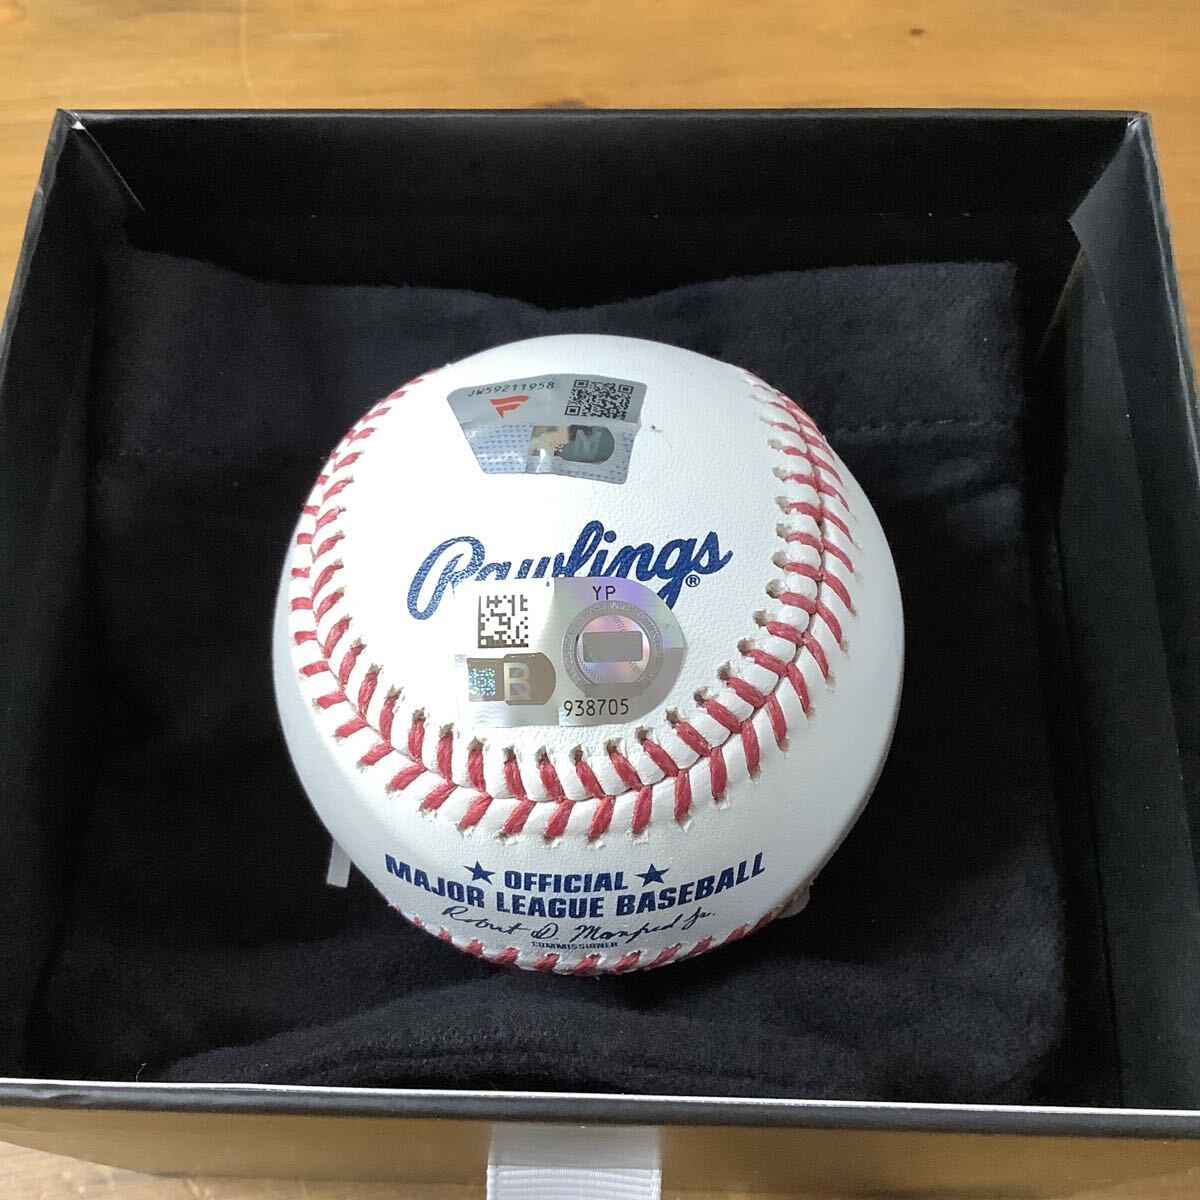 JW59211958
M
Rawlings®
YP
B
938705
OFFICIAL
MAJOR LEAGUE BASEBALL
Robert D. Manfred Jr.
COMMISSIONER